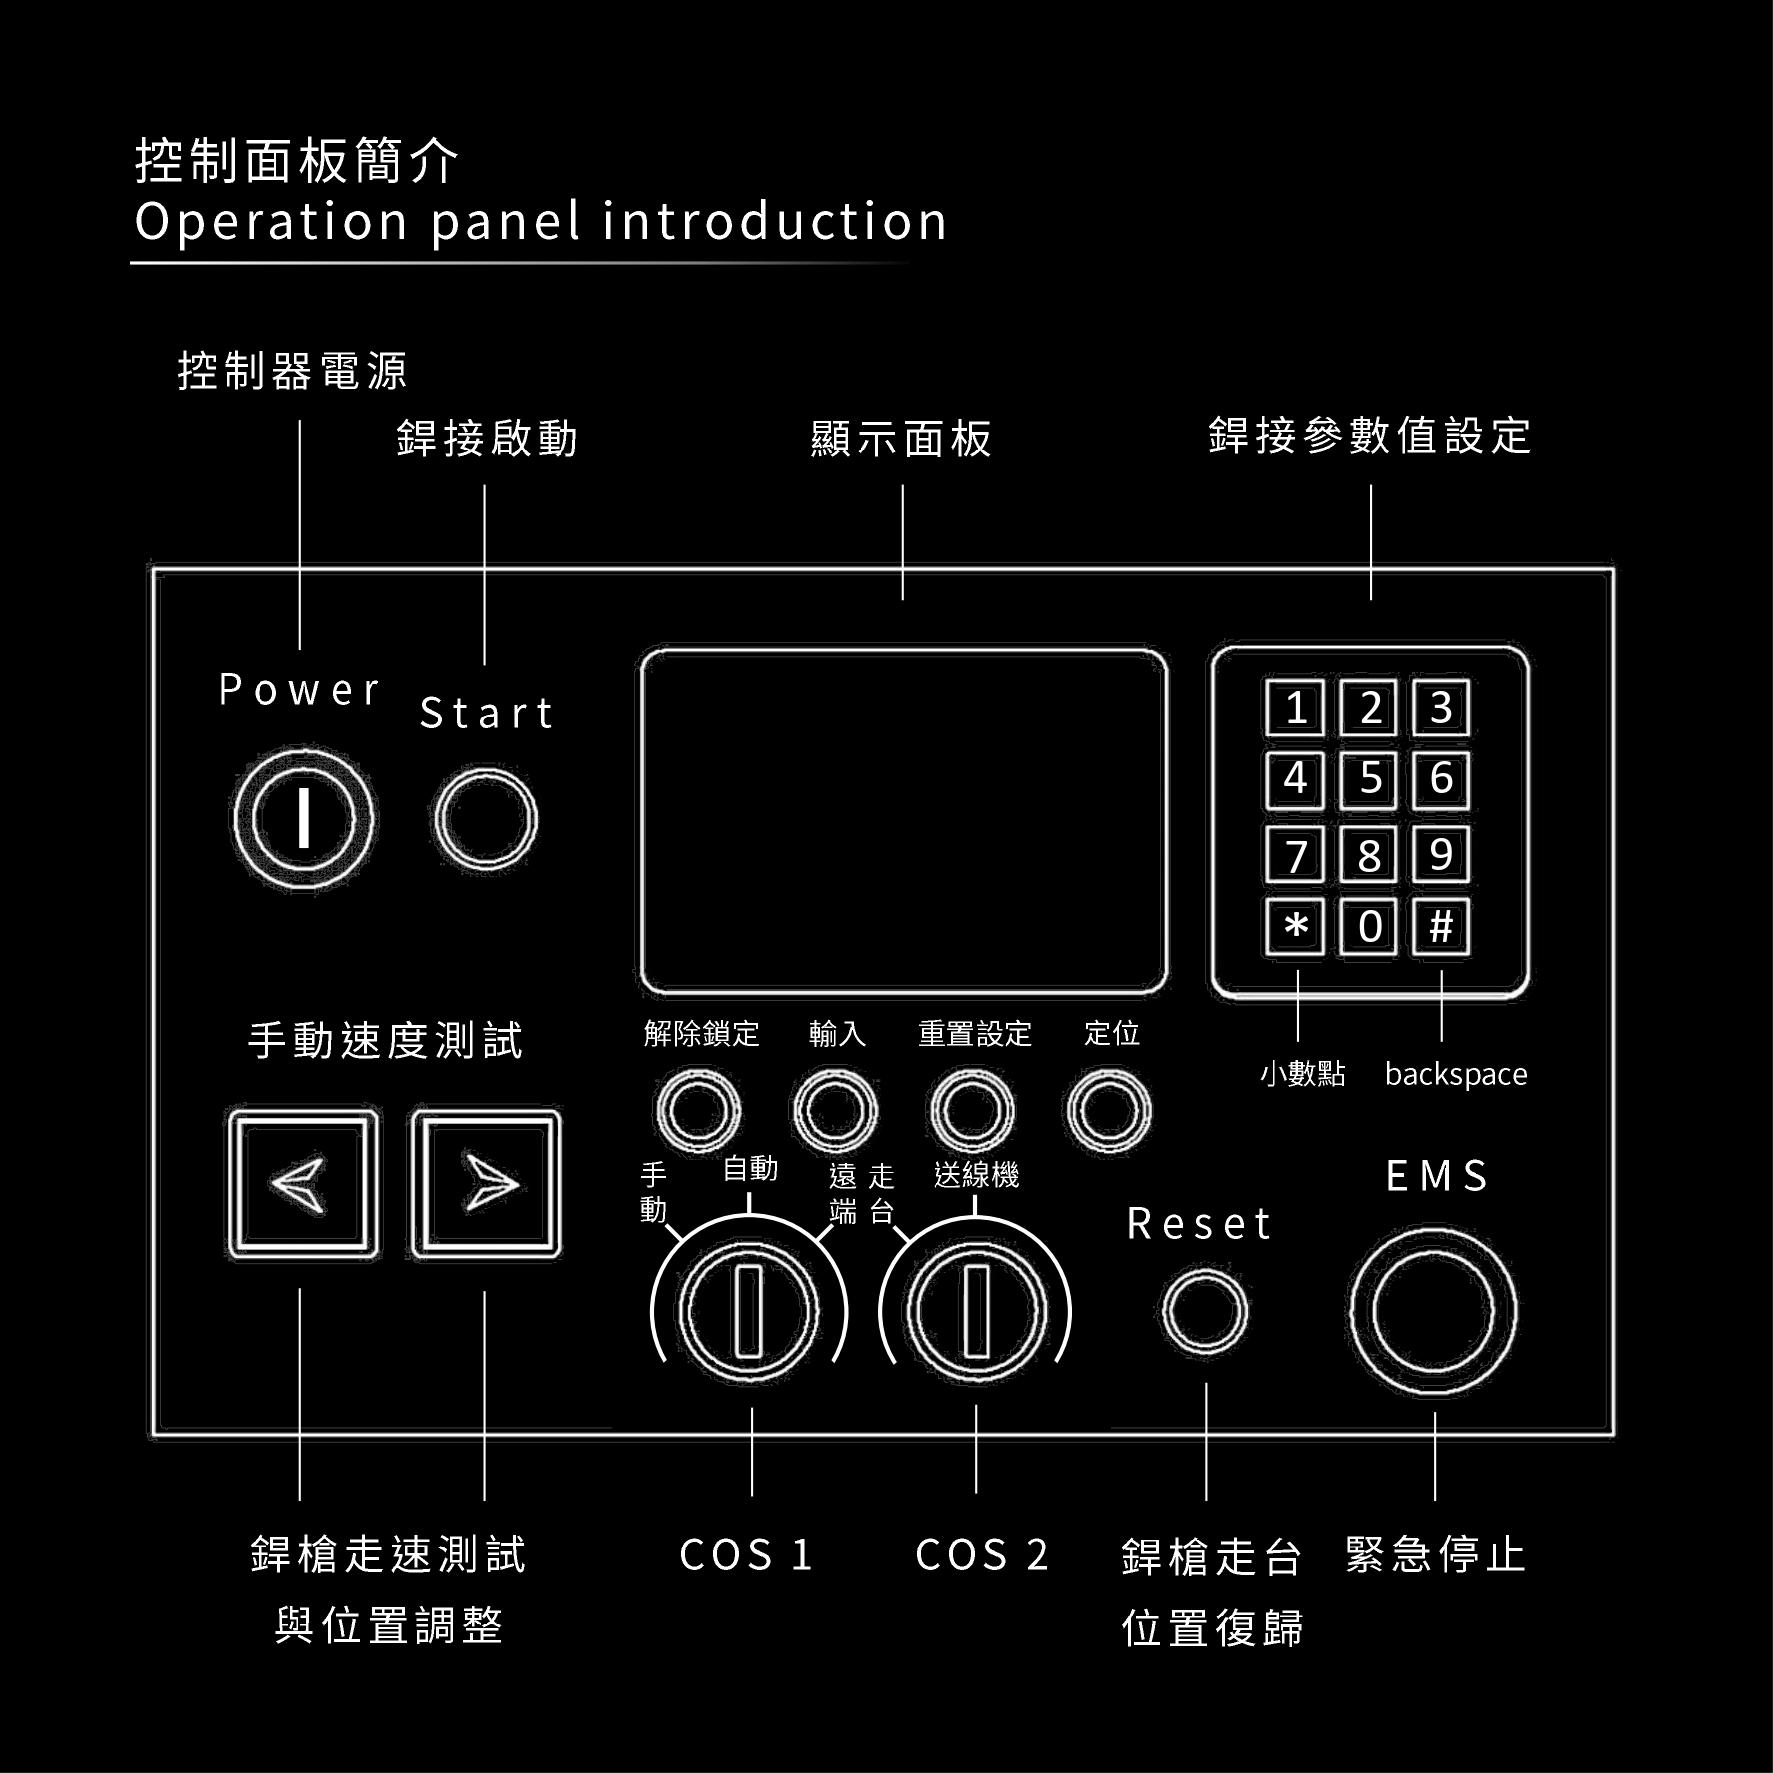 控制面板簡介
Operation panel introduction
控制器電源
銲接啟動
顯示面板
銲接參數值設定
Power
Start
1 2 3
4 5 6
7 8 9
* 0 #
小數點
backspace
手動速度測試
解除鎖定
輸入
重置設定
定位
手動
自動
遠端
走台
送線機
Reset
EMS
銲槍走速測試
與位置調整
COS 1
COS 2
銲槍走台
位置復歸
緊急停止